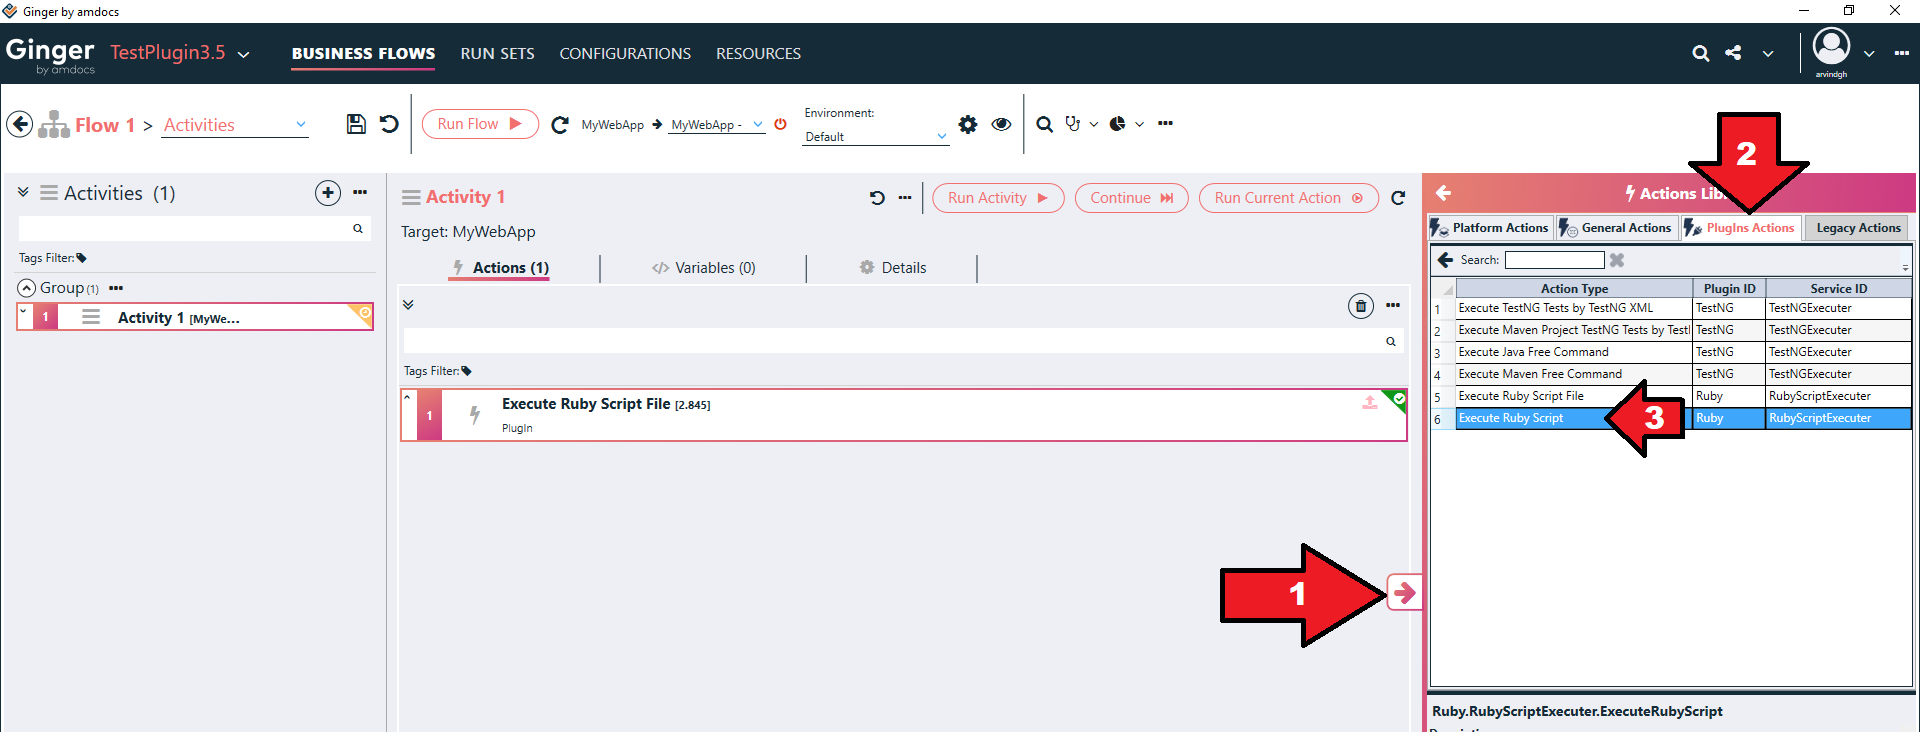 Ginger by amdocs
Ginger
by amdocs
TestPlugin3.5
BUSINESS FLOWS
RUN SETS
CONFIGURATIONS
RESOURCES
arvindgh
Flow 1 > Activities
Run Flow
MyWebApp
MyWebApp -
Environment:
Default
2
Activities (1)
Tags Filter:
Group (1)
1
Activity 1 [MyWe...
Activity 1
Run Activity
Continue
Run Current Action
Target: MyWebApp
Actions (1)
Variables (0)
Details
Tags Filter:
1
Execute Ruby Script File [2.845]
PlugIn
1
Actions Li
Platform Actions
General Actions
PlugIns Actions
Legacy Actions
Search:
Action Type Plugin ID Service ID
1 Execute TestNG Tests by TestNG XML TestNG TestNGExecuter
2 Execute Maven Project TestNG Tests by Test TestNG TestNGExecuter
3 Execute Java Free Command TestNG TestNGExecuter
4 Execute Maven Free Command TestNG TestNGExecuter
5 Execute Ruby Script File Ruby RubyScriptExecuter
6 Execute Ruby Script Ruby RubyScriptExecuter
3
Ruby.RubyScriptExecuter.ExecuteRubyScript